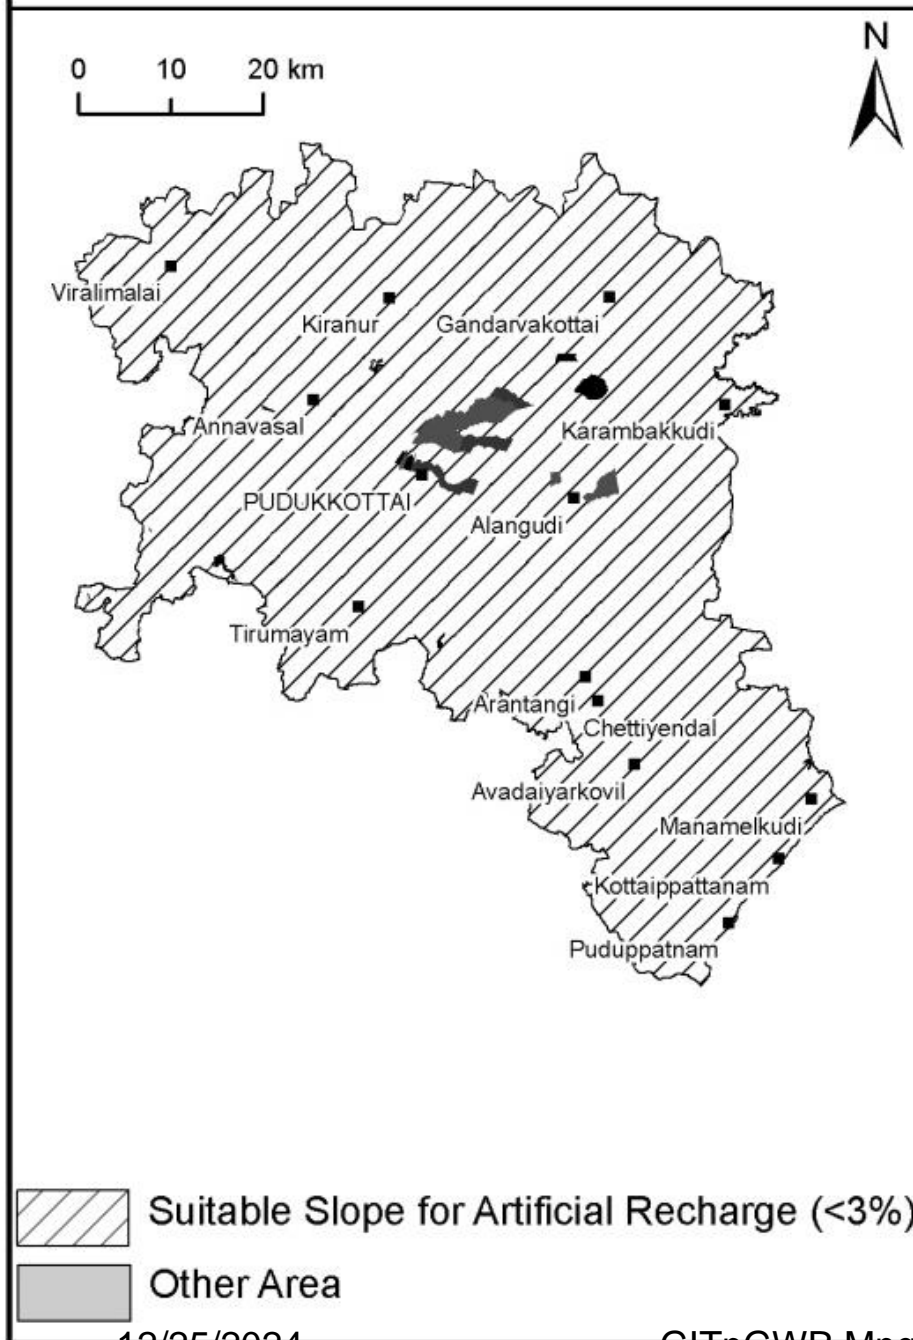 N
0 10 20 km
Viralimalai
Kiranur
Gandarvakottai
Annavasal
Karambakkudi
PUDUKKOTTAI
Alangudi
Tirumayam
Arantangi
Chettiyendal
Avadaiyarkovil
Manamelkudi
Kottaippattanam
Puduppatnam
Suitable Slope for Artificial Recharge (<3%)
Other Area